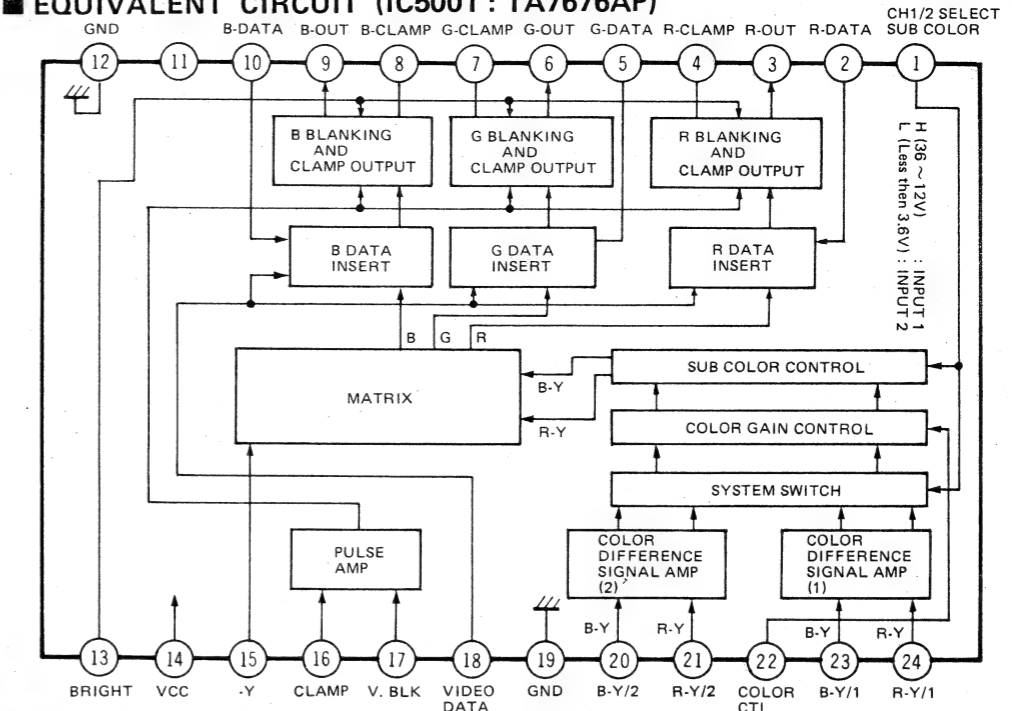 ■ EQUIVALENT CIRCUIT (IC5001 : TA7676AP)
CH1/2 SELECT
SUB COLOR
GND
B-DATA
B-OUT
B-CLAMP
G-CLAMP
G-OUT
G-DATA
R-CLAMP
R-OUT
R-DATA
12
11
10
9
8
7
6
5
4
3
2
1
B BLANKING
AND
CLAMP OUTPUT
G BLANKING
AND
CLAMP OUTPUT
R BLANKING
AND
CLAMP OUTPUT
H (36 ~ 12V) : INPUT 1
L (Less then 3.6V) : INPUT 2
B DATA
INSERT
G DATA
INSERT
R DATA
INSERT
B
G
R
MATRIX
B-Y
R-Y
SUB COLOR CONTROL
COLOR GAIN CONTROL
SYSTEM SWITCH
PULSE
AMP
COLOR
DIFFERENCE
SIGNAL AMP
(2)
COLOR
DIFFERENCE
SIGNAL AMP
(1)
B-Y
R-Y
B-Y
R-Y
13
14
15
16
17
18
19
20
21
22
23
24
BRIGHT
VCC
-Y
CLAMP
V. BLK
VIDEO
DATA
GND
B-Y/2
R-Y/2
COLOR
CTL
B-Y/1
R-Y/1